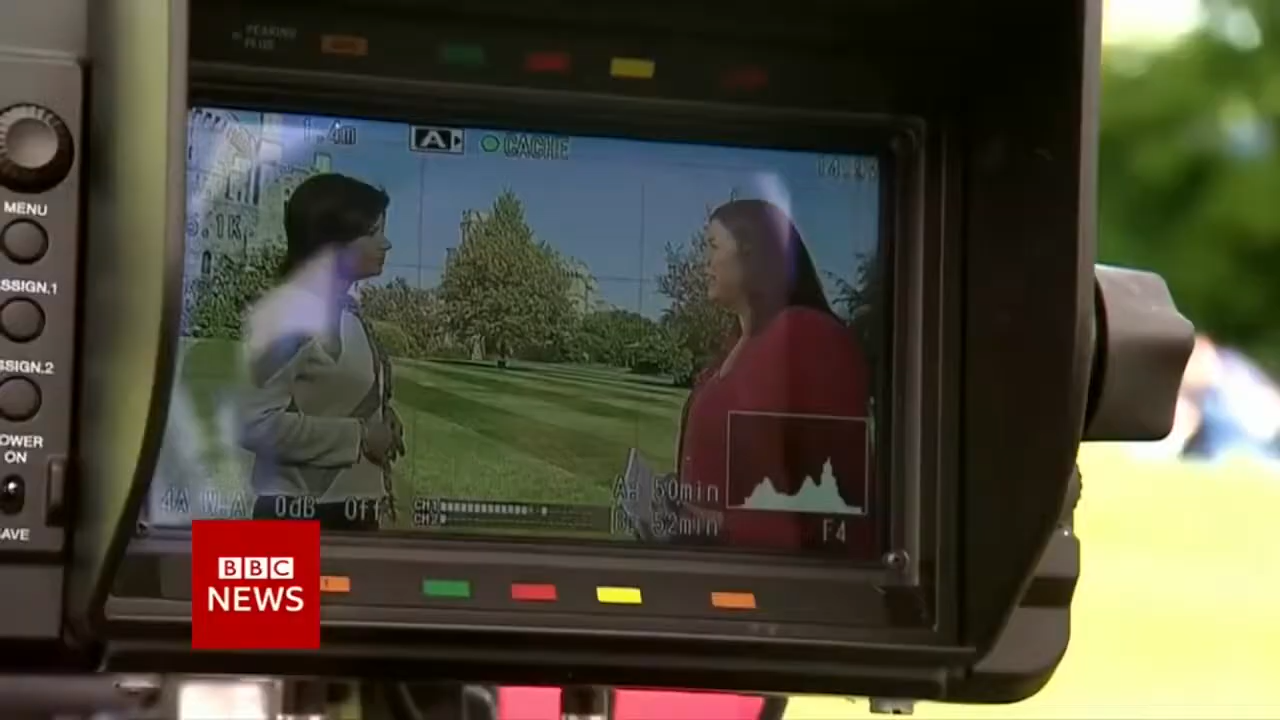 PEAKING
PLUS
1.4m
A
CACHE
MENU
5.1K
SSIGN.1
SSIGN.2
OWER
ON
AVE
4A W:A 0dB Off
CH1
CH2
A: 50min
52min
F4
BBC
NEWS